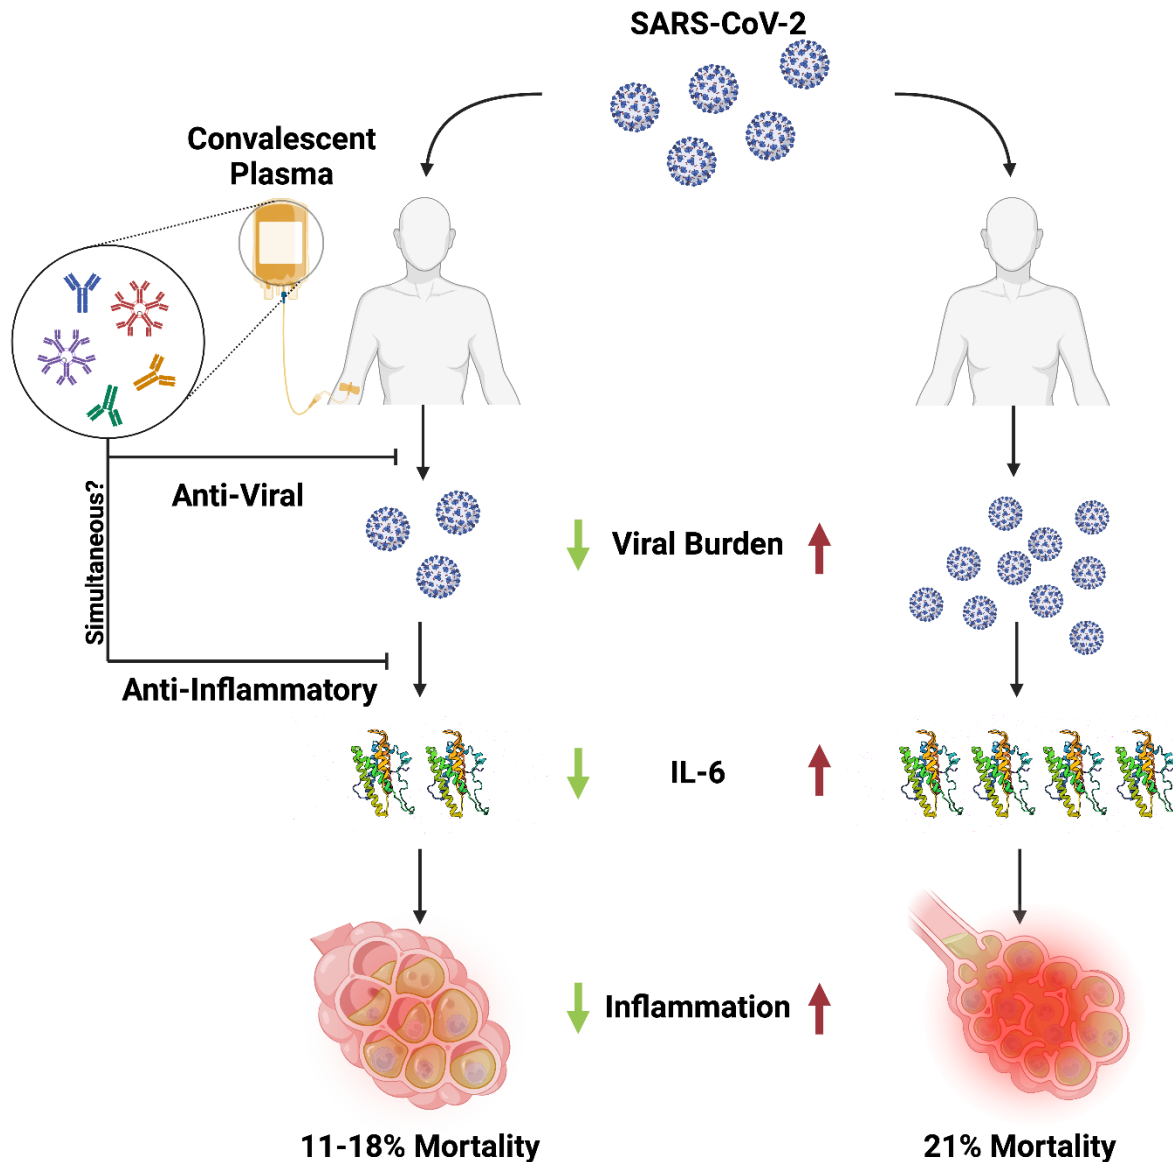 SARS-CoV-2
Convalescent
Plasma
Simultaneous?
Anti-Viral
Viral Burden
Anti-Inflammatory
IL-6
Inflammation
11-18% Mortality
21% Mortality